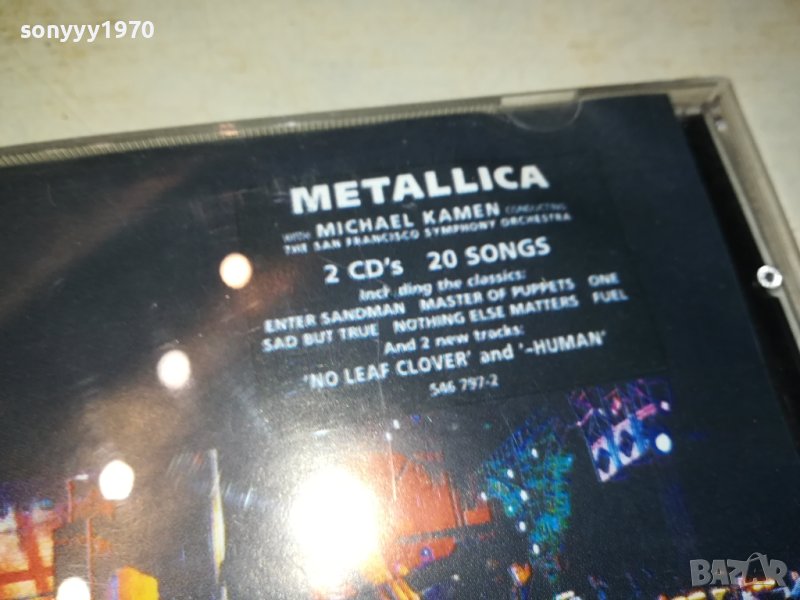 sonyyy1970
METALLICA
WITH MICHAEL KAMEN CONDUCTING
THE SAN FRANCISCO SYMPHONY ORCHESTRA
2 CD's 20 SONGS
Including the classics:
ENTER SANDMAN MASTER OF PUPPETS ONE
SAD BUT TRUE NOTHING ELSE MATTERS FUEL
And 2 new tracks:
'NO LEAF CLOVER' and '-HUMAN'
546 797-2
BAZAR